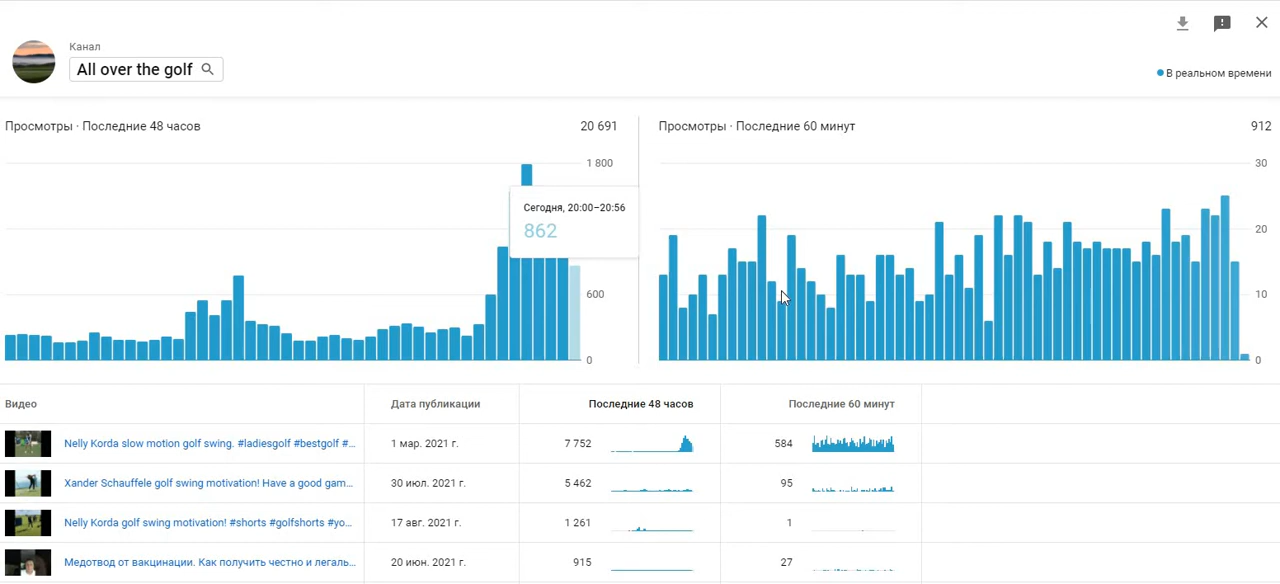 Канал
All over the golf
В реальном времени
Просмотры · Последние 48 часов
20 691
1 800
600
0
Сегодня, 20:00–20:56
862
Просмотры · Последние 60 минут
912
30
20
10
0
Видео
Дата публикации
Последние 48 часов
Последние 60 минут
Nelly Korda slow motion golf swing. #ladiesgolf #bestgolf #...
1 мар. 2021 г.
7 752
584
Xander Schauffele golf swing motivation! Have a good gam...
30 июл. 2021 г.
5 462
95
Nelly Korda golf swing motivation! #shorts #golfshorts #yo...
17 авг. 2021 г.
1 261
1
Медотвод от вакцинации. Как получить честно и легаль...
20 июн. 2021 г.
915
27